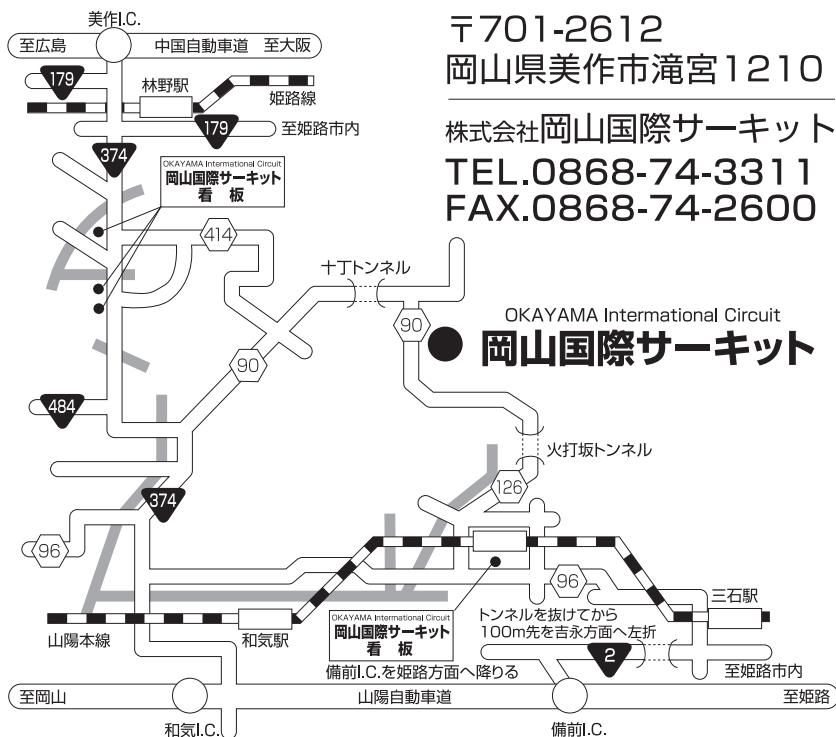 美作I.C.
至広島 中国自動車道 至大阪
179
林野駅
姫路線
179
至姫路市内
374
OKAYAMA International Circuit
岡山国際サーキット
看 板
414
〒701-2612
岡山県美作市滝宮1210
株式会社岡山国際サーキット
TEL.0868-74-3311
FAX.0868-74-2600
十丁トンネル
90
OKAYAMA International Circuit
岡山国際サーキット
90
484
火打坂トンネル
126
374
96
96
三石駅
山陽本線
和気駅
OKAYAMA International Circuit
岡山国際サーキット
看 板
トンネルを抜けてから
100m先を吉永方面へ左折
2
備前I.C.を姫路方面へ降りる
至姫路市内
至岡山
山陽自動車道
至姫路
和気I.C.
備前I.C.